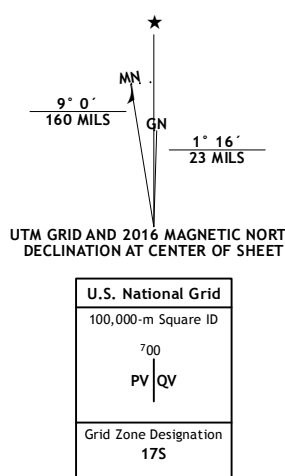 ★
MN
GN
9° 0´
160 MILS
1° 16´
23 MILS
UTM GRID AND 2016 MAGNETIC NORT
DECLINATION AT CENTER OF SHEET
U.S. National Grid
100,000-m Square ID
⁷00
PV QV
Grid Zone Designation
17S